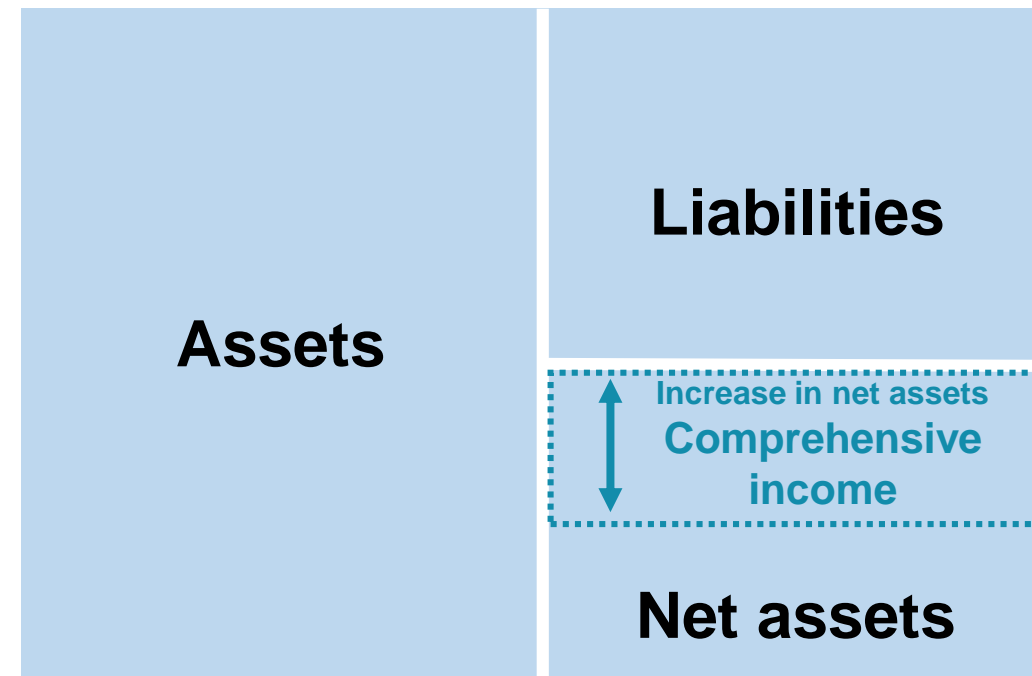 Assets
Liabilities
Increase in net assets
Comprehensive
income
Net assets